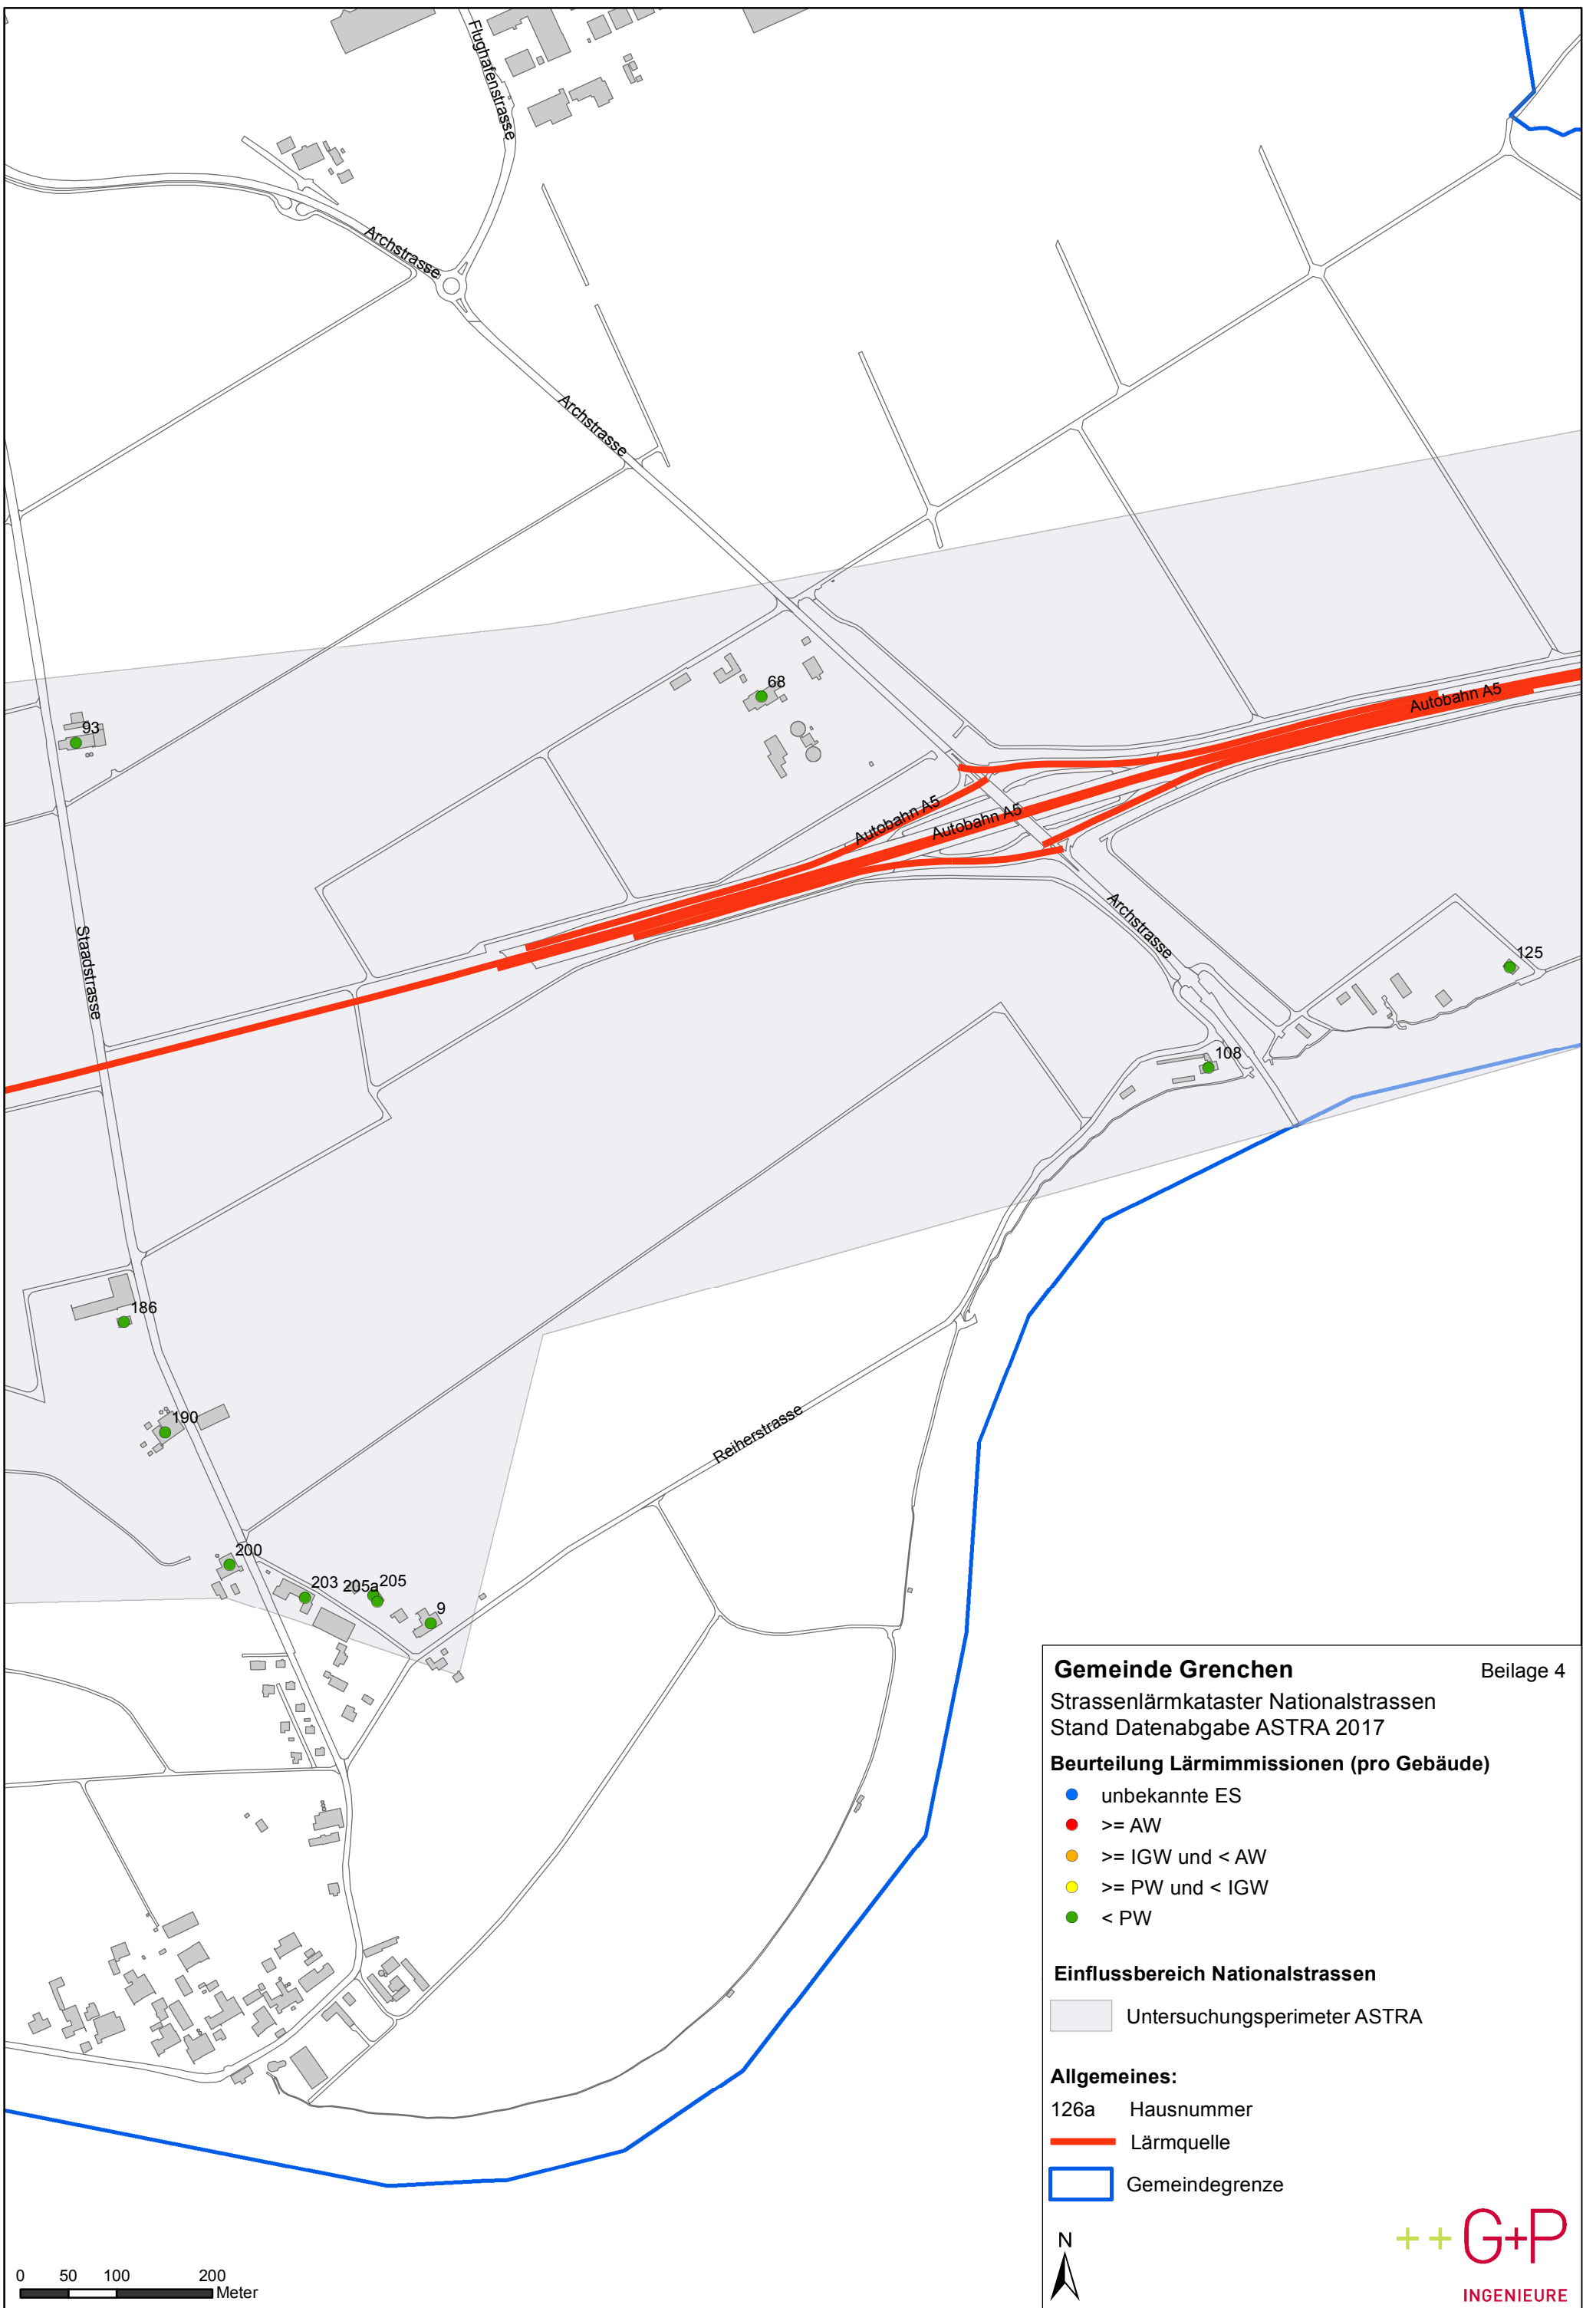 Flughafenstrasse
Archstrasse
Archstrasse
68
93
Autobahn A5
Autobahn A5
Autobahn A5
Archstrasse
Staadstrasse
125
108
186
190
Reiherstrasse
200
203
205a
205
9
Gemeinde Grenchen
Beilage 4
Strassenlärmkataster Nationalstrassen
Stand Datenabgabe ASTRA 2017
Beurteilung Lärmimmissionen (pro Gebäude)
unbekannte ES
>= AW
>= IGW und < AW
>= PW und < IGW
< PW
Einflussbereich Nationalstrassen
Untersuchungsperimeter ASTRA
Allgemeines:
126a Hausnummer
Lärmquelle
Gemeindegrenze
N
++G+P
INGENIEURE
0 50 100 200
Meter